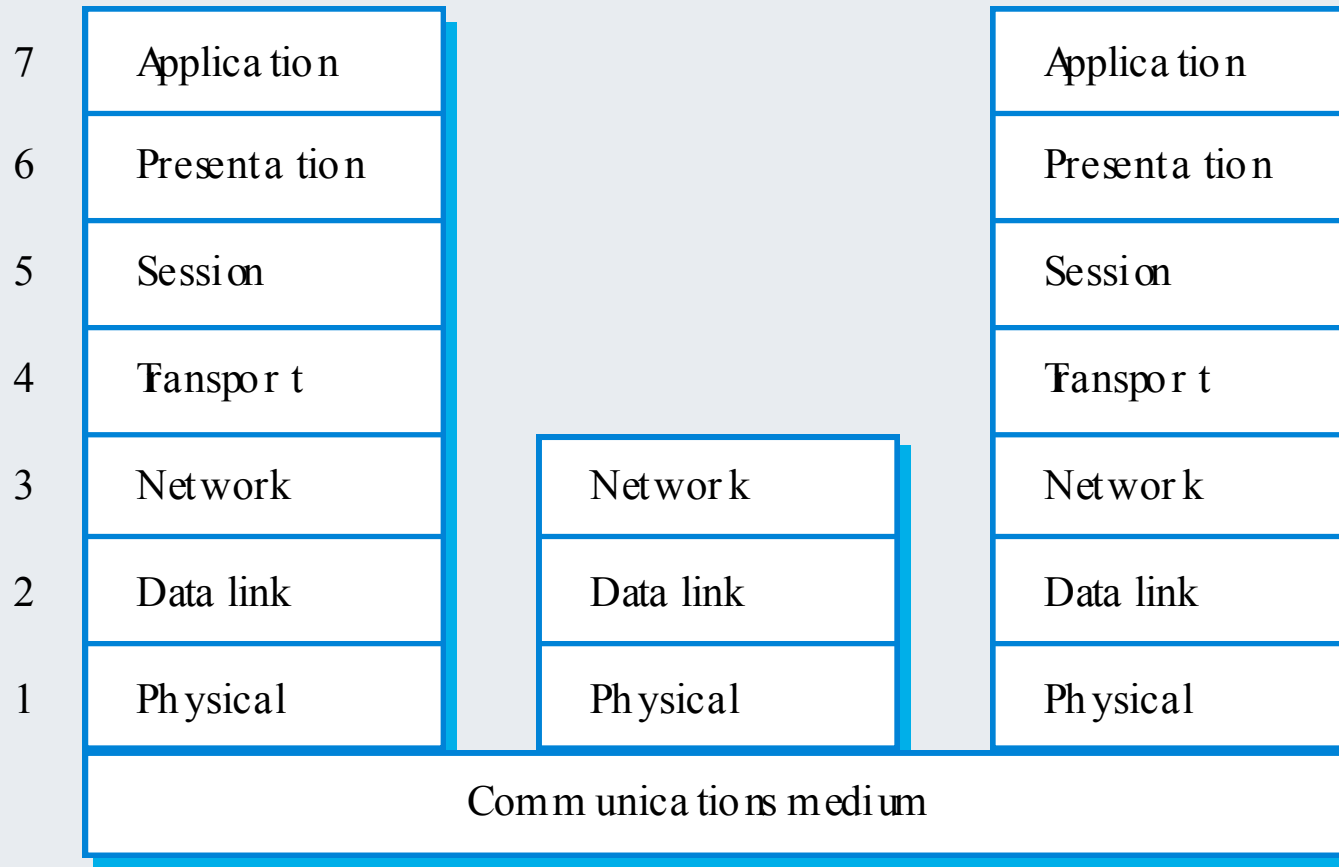 7 Application Application
6 Presentation Presentation
5 Session Session
4 Transport Transport
3 Network Network Network
2 Data link Data link Data link
1 Physical Physical Physical
Communications medium